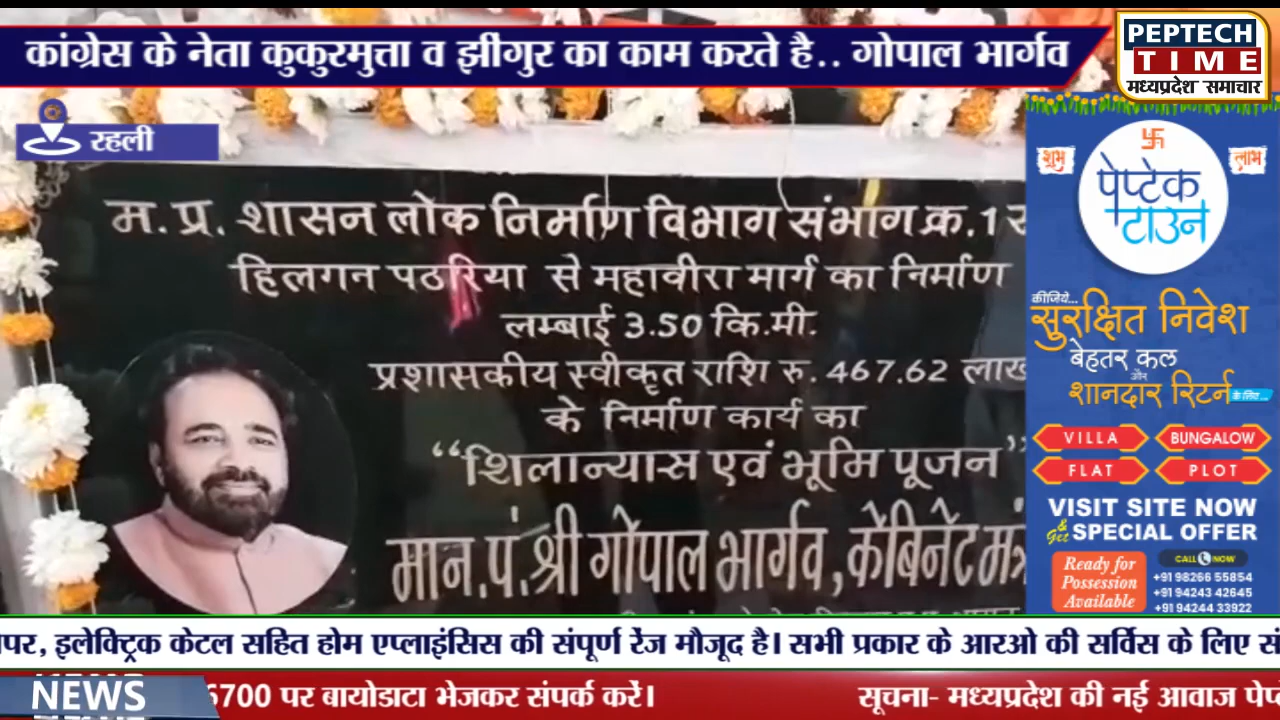 कांग्रेस के नेता कुकुरमुत्ता व झींगुर का काम करते है.. गोपाल भार्गव
PEPTECH
TIME
मध्यप्रदेश समाचार
रहली
म. प्र. शासन लोक निर्माण विभाग संभाग क्र. 1
हिलगन पठरिया से महावीरा मार्ग का निर्माण
लम्बाई 3.50 कि.मी.
प्रशासकीय स्वीकृत राशि रु. 467.62 लाख
के निर्माण कार्य का
“शिलान्यास एवं भूमि पूजन”
मान. पं. श्री गोपाल भार्गव, केबिनेट
शुभ
लाभ
पेप्टेक
टाउन
कीजिये...
सुरक्षित निवेश
बेहतर कल
और
शानदार रिटर्न के लिए...
VILLA
BUNGALOW
FLAT
PLOT
VISIT SITE NOW
& Get SPECIAL OFFER
Ready for
Possession
Available
CALL NOW
+91 98266 55854
+91 94243 42645
+91 94244 33922
पर, इलेक्ट्रिक केटल सहित होम एप्लाइंसिस की संपूर्ण रेंज मौजूद है। सभी प्रकार के आरओ की सर्विस के लिए
NEWS
6700 पर बायोडाटा भेजकर संपर्क करें।
सूचना- मध्यप्रदेश की नई आवाज